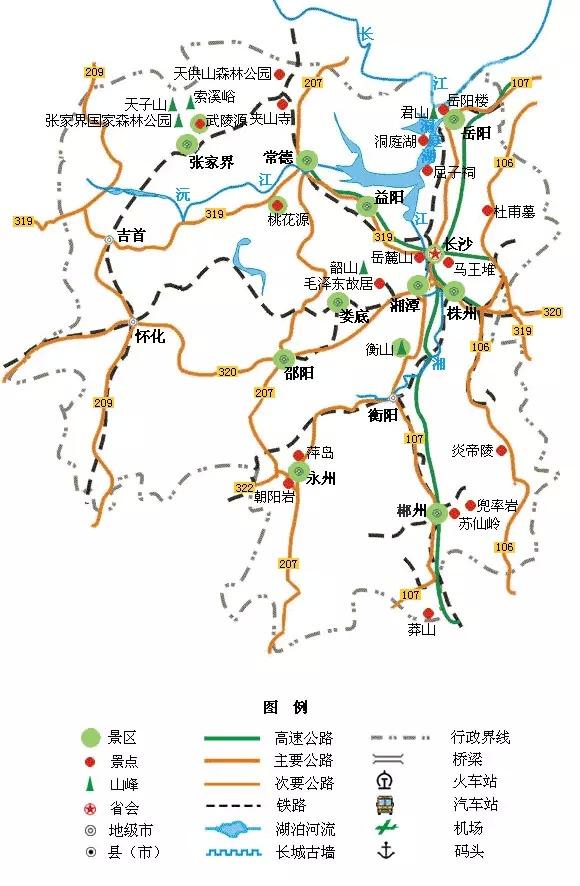 长
209
天供山森林公园
207
107
索溪峪
天子山
江
岳阳楼
张家界国家森林公园
武陵源
夹山寺
君山
岳阳
洞庭湖
洞庭湖
张家界
常德
106
屈子祠
沅
江
益阳
319
319
桃花源
杜甫墓
吉首
319
江
长沙
岳麓山
马王堆
韶山
毛泽东故居
湘潭
株州
娄底
320
319
怀化
衡山
湘
106
320
邵阳
207
209
衡阳
107
萍岛
炎帝陵
永州
322
朝阳岩
兜率岩
郴州
苏仙岭
106
207
107
莽山
图 例
景区
高速公路
行政界线
景点
主要公路
桥梁
山峰
次要公路
火车站
省会
铁路
汽车站
地级市
湖泊河流
机场
县（市）
长城古墙
码头